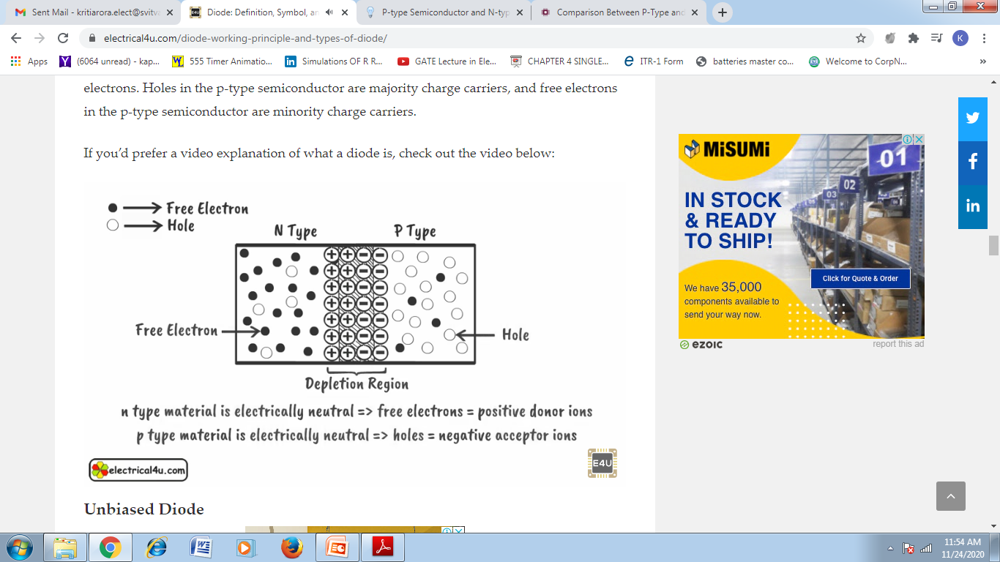 Sent Mail - kritiarora.elect@svitva
Diode: Definition, Symbol, an
P-type Semiconductor and N-typ
Comparison Between P-Type and
electrical4u.com/diode-working-principle-and-types-of-diode/
K
Apps
(6064 unread) - kap...
555 Timer Animatio...
Simulations OF R R...
GATE Lecture in Ele...
CHAPTER 4 SINGLE...
ITR-1 Form
batteries master co...
Welcome to CorpN...
electrons. Holes in the p-type semiconductor are majority charge carriers, and free electrons
in the p-type semiconductor are minority charge carriers.
If you'd prefer a video explanation of what a diode is, check out the video below:
Free Electron
Hole
N Type
P Type
Free Electron
Hole
Depletion Region
n type material is electrically neutral => free electrons = positive donor ions
p type material is electrically neutral => holes = negative acceptor ions
electrical4u.com
E4U
Unbiased Diode
MiSUMi
01
02
03
IN STOCK
& READY
TO SHIP!
Click for Quote & Order
We have 35,000
components available to
send your way now.
ezoic
report this ad
11:54 AM
11/24/2020